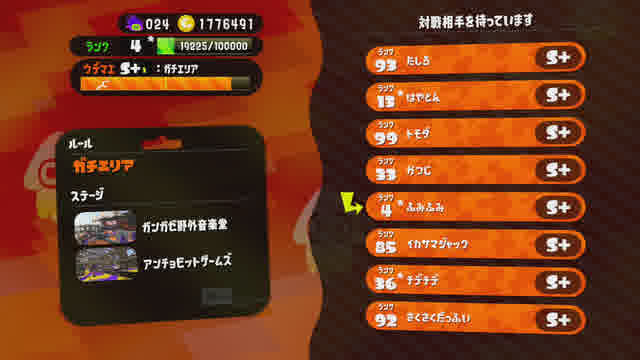 024 1776491
ランク 4* 19225/100000
ウデマエ S+ : ガチエリア
ルール
ガチエリア
ステージ
ガンガゼ野外音楽堂
アンチョビットゲームズ
対戦相手を待っています
ランク 93 たしろ S+
ランク 13* はやとん S+
ランク 99 トモダ S+
ランク 33 かつじ S+
ランク 4* ふみふみ S+
ランク 85 イカサマジャック S+
ランク 36* チデチデ S+
ランク 92 さくさくだっふぃ S+